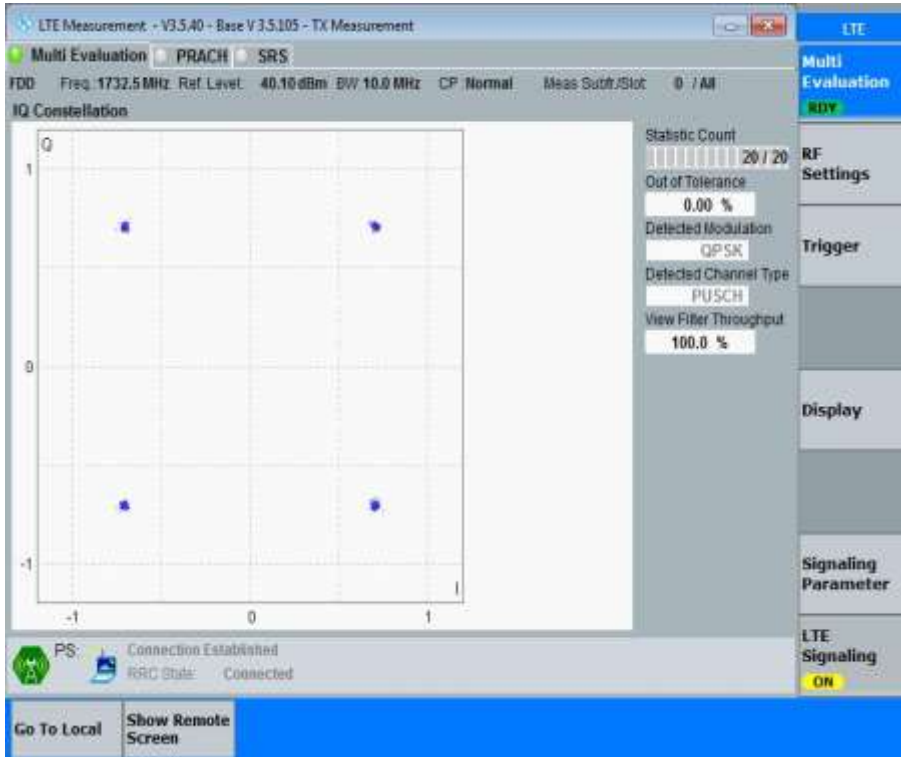 LTE Measurement - V3.5.40 - Base V 3.5.105 - TX Measurement
LTE
Multi Evaluation PRACH SRS
FDD Freq.:1732.5 MHz Ref. Level: 40.10 dBm BW: 10.0 MHz CP: Normal Meas Subfr./Slot: 0 / All
IQ Constellation
Q
1
0
-1
I
-1 0 1
Statistic Count
20 / 20
Out of Tolerance
0.00 %
Detected Modulation
QPSK
Detected Channel Type
PUSCH
View Filter Throughput
100.0 %
PS:
Connection Established
RRC State: Connected
Multi
Evaluation
RDY
RF
Settings
Trigger
Display
Signaling
Parameter
LTE
Signaling
ON
Go To Local
Show Remote
Screen